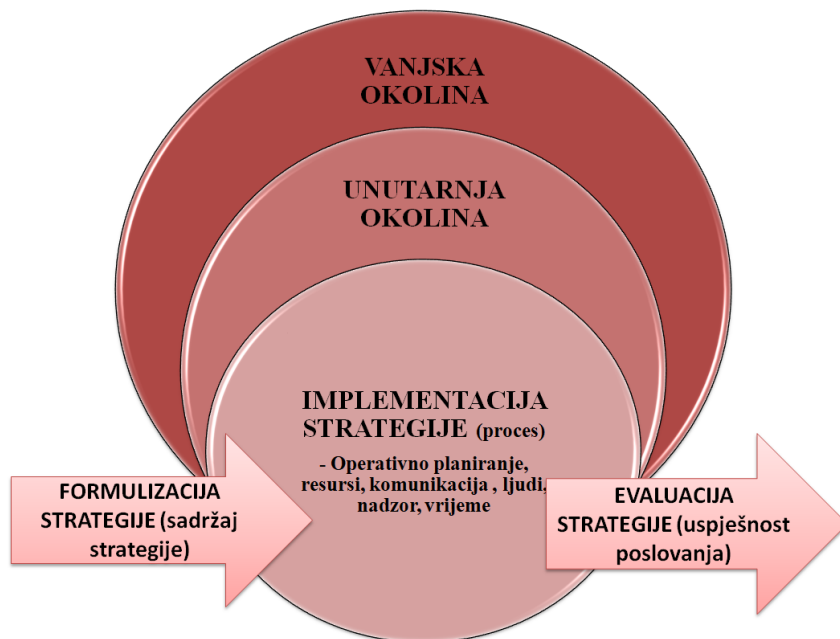 VANJSKA
OKOLINA
UNUTARNJA
OKOLINA
IMPLEMENTACIJA
STRATEGIJE (proces)
- Operativno planiranje,
resursi, komunikacija , ljudi,
nadzor, vrijeme
FORMULIZACIJA
STRATEGIJE (sadržaj
strategije)
EVALUACIJA
STRATEGIJE (uspješnost
poslovanja)